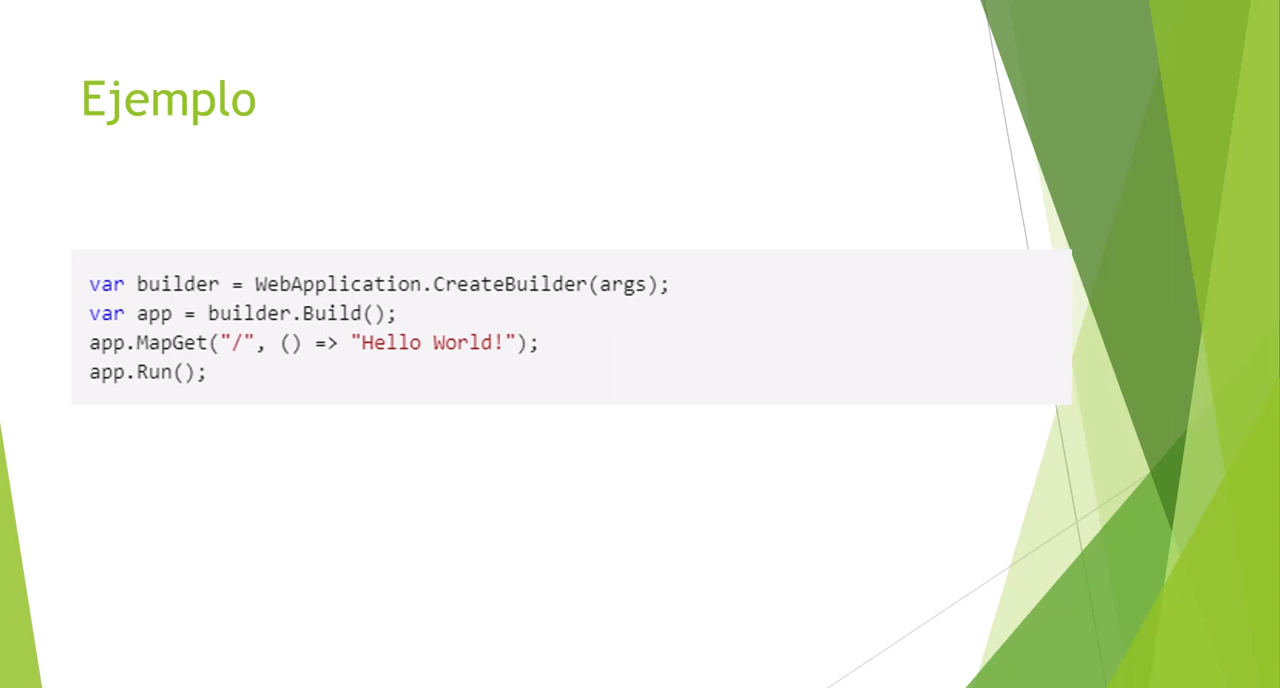 Ejemplo
var builder = WebApplication.CreateBuilder(args);
var app = builder.Build();
app.MapGet("/", () => "Hello World!");
app.Run();